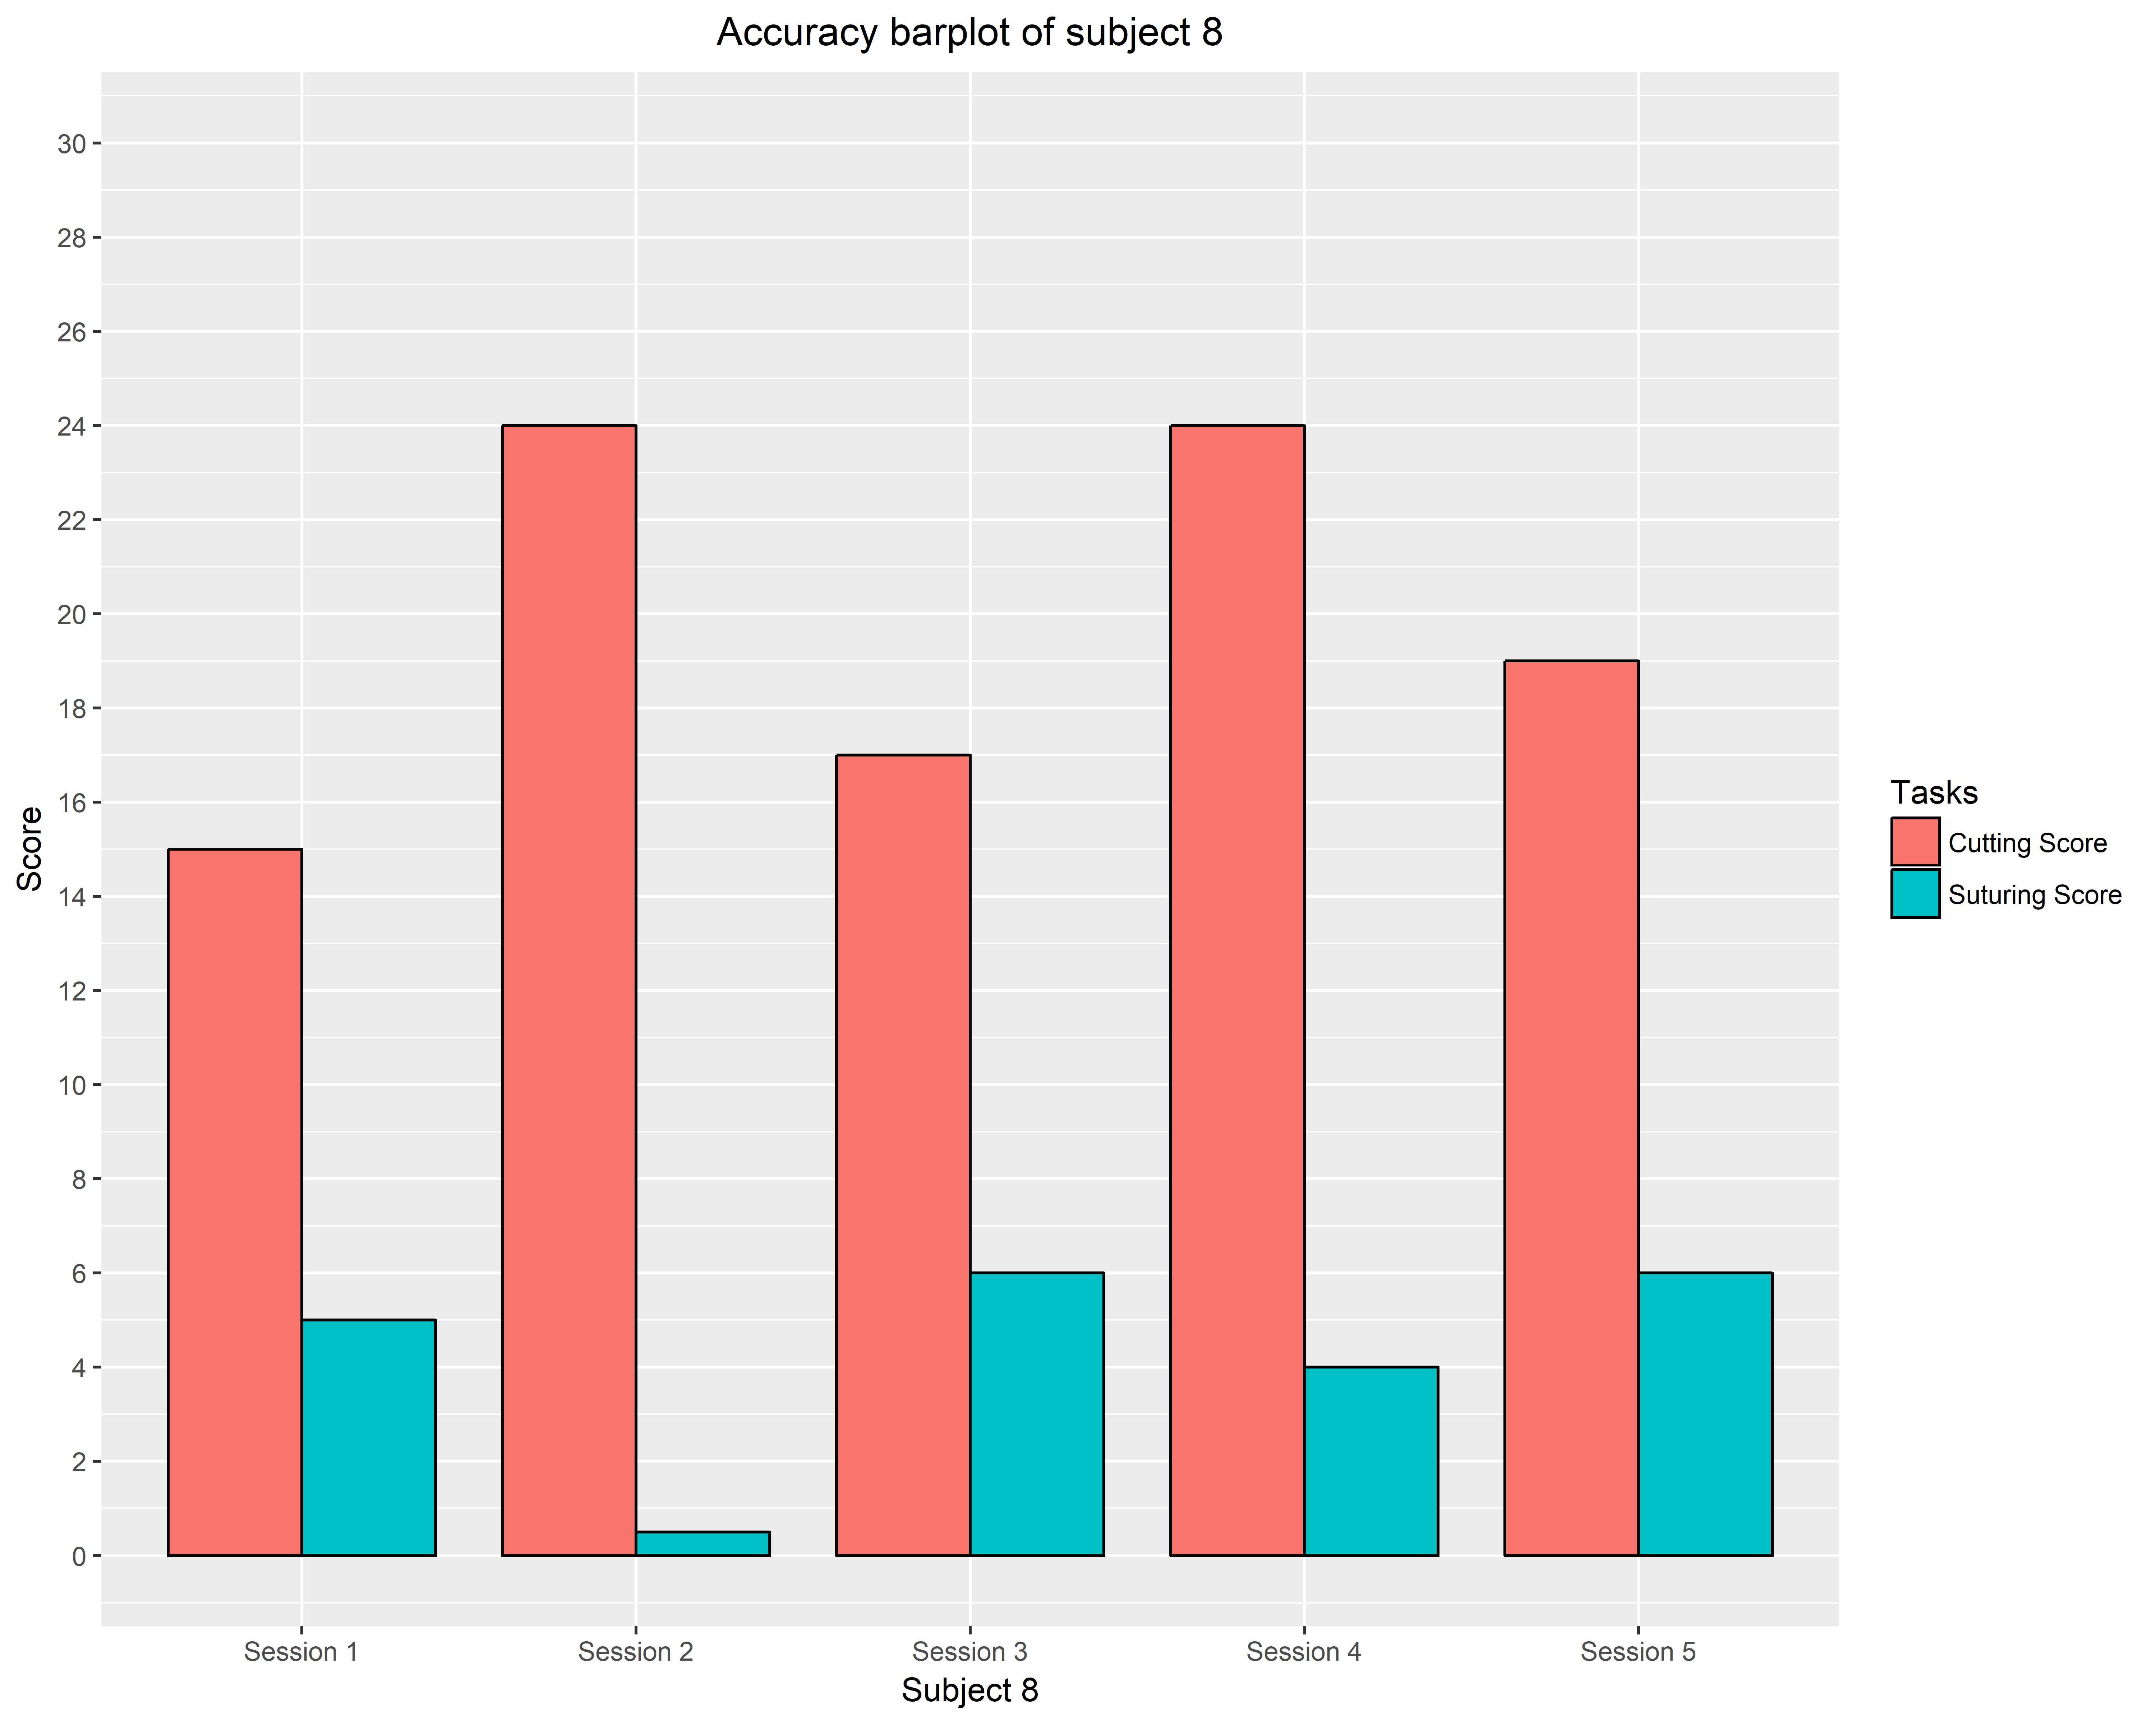 Accuracy barplot of subject 8
Score
30
28
26
24
22
20
18
16
14
12
10
8
6
4
2
0
Session 1
Session 2
Session 3
Session 4
Session 5
Subject 8
Tasks
Cutting Score
Suturing Score